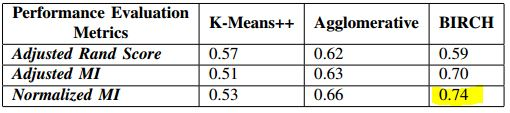 Performance Evaluation Metrics K-Means++ Agglomerative BIRCH
Adjusted Rand Score 0.57 0.62 0.59
Adjusted MI 0.51 0.63 0.70
Normalized MI 0.53 0.66 0.74